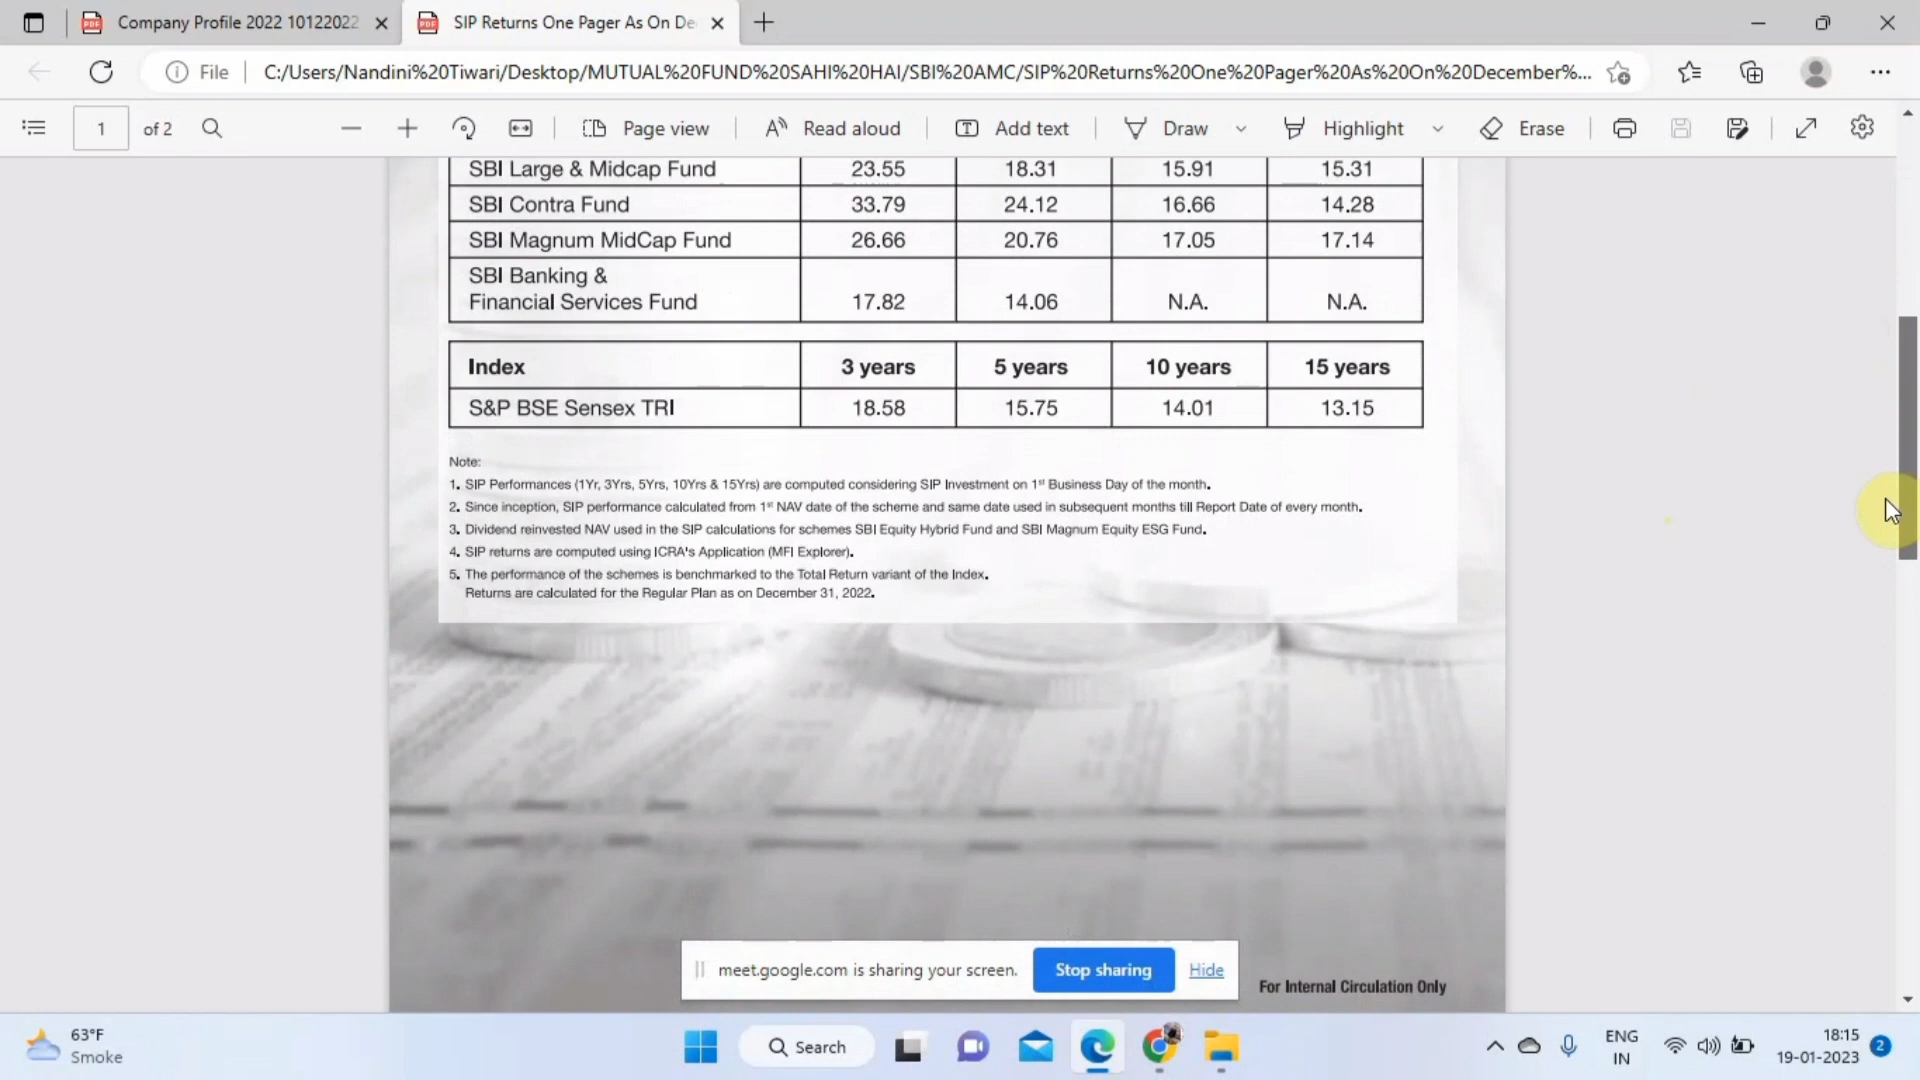 Company Profile 2022 10122022
SIP Returns One Pager As On De
File
C:/Users/Nandini%20Tiwari/Desktop/MUTUAL%20FUND%20SAHI%20HAI/SBI%20AMC/SIP%20Returns%20One%20Pager%20As%20On%20December%...
1 of 2
Page view
Read aloud
Add text
Draw
Highlight
Erase
SBI Large & Midcap Fund 23.55 18.31 15.91 15.31
SBI Contra Fund 33.79 24.12 16.66 14.28
SBI Magnum MidCap Fund 26.66 20.76 17.05 17.14
SBI Banking &
Financial Services Fund 17.82 14.06 N.A. N.A.
Index 3 years 5 years 10 years 15 years
S&P BSE Sensex TRI 18.58 15.75 14.01 13.15
Note:
1. SIP Performances (1Yr, 3Yrs, 5Yrs, 10Yrs & 15Yrs) are computed considering SIP Investment on 1st Business Day of the month.
2. Since inception, SIP performance calculated from 1st NAV date of the scheme and same date used in subsequent months till Report Date of every month.
3. Dividend reinvested NAV used in the SIP calculations for schemes SBI Equity Hybrid Fund and SBI Magnum Equity ESG Fund.
4. SIP returns are computed using ICRA's Application (MFI Explorer).
5. The performance of the schemes is benchmarked to the Total Return variant of the Index.
Returns are calculated for the Regular Plan as on December 31, 2022.
meet.google.com is sharing your screen.
Stop sharing
Hide
For Internal Circulation Only
63°F
Smoke
Search
ENG
IN
18:15
19-01-2023
2